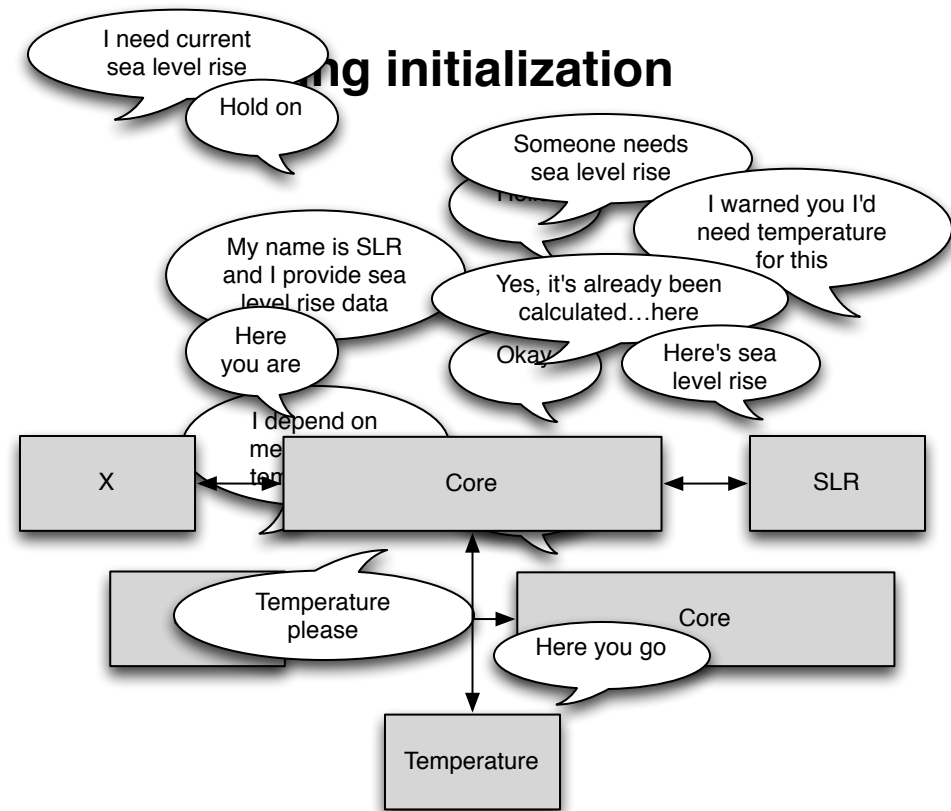 I need current
sea level rise
initialization
Hold on
Someone needs
sea level rise
I warned you I'd
need temperature
for this
My name is SLR
and I provide sea
level rise data
Yes, it's already been
calculated…here
Here
you are
Okay
Here's sea
level rise
I depend on
X
Core
SLR
Temperature
please
Core
Here you go
Temperature